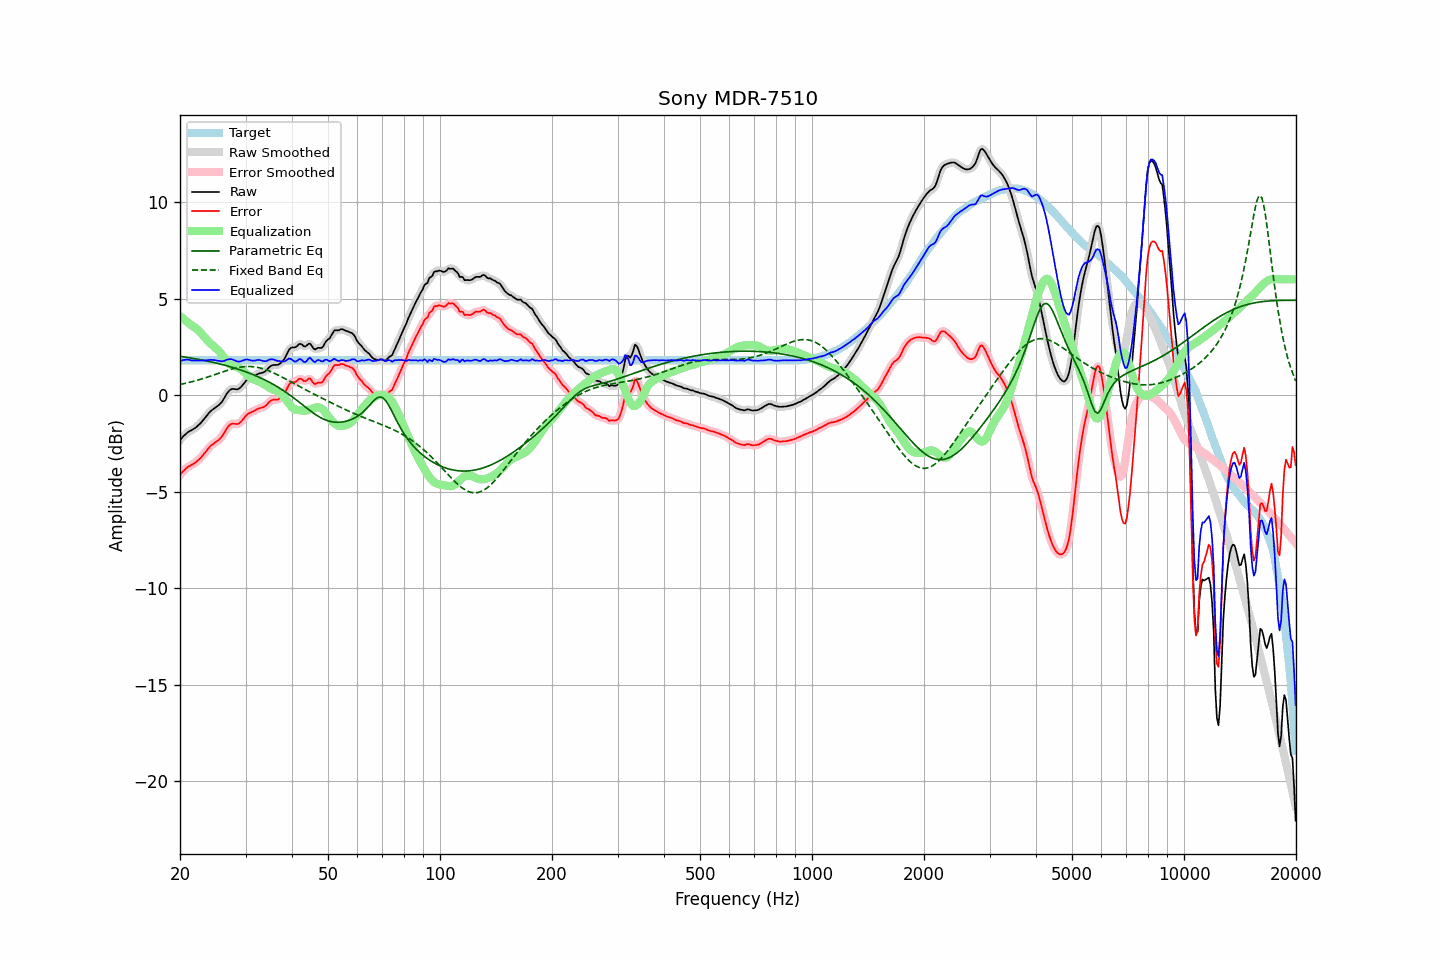 Sony MDR-7510
Target
Raw Smoothed
Error Smoothed
Raw
Error
Equalization
Parametric Eq
Fixed Band Eq
Equalized
Amplitude (dBr)
10
5
0
−5
−10
−15
−20
20 50 100 200 500 1000 2000 5000 10000 20000
Frequency (Hz)